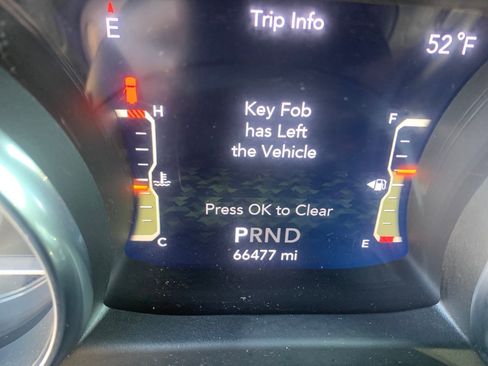 E
Trip Info
52°F
H
Key Fob
has Left
the Vehicle
F
Press OK to Clear
C
PRND
E
66477 mi